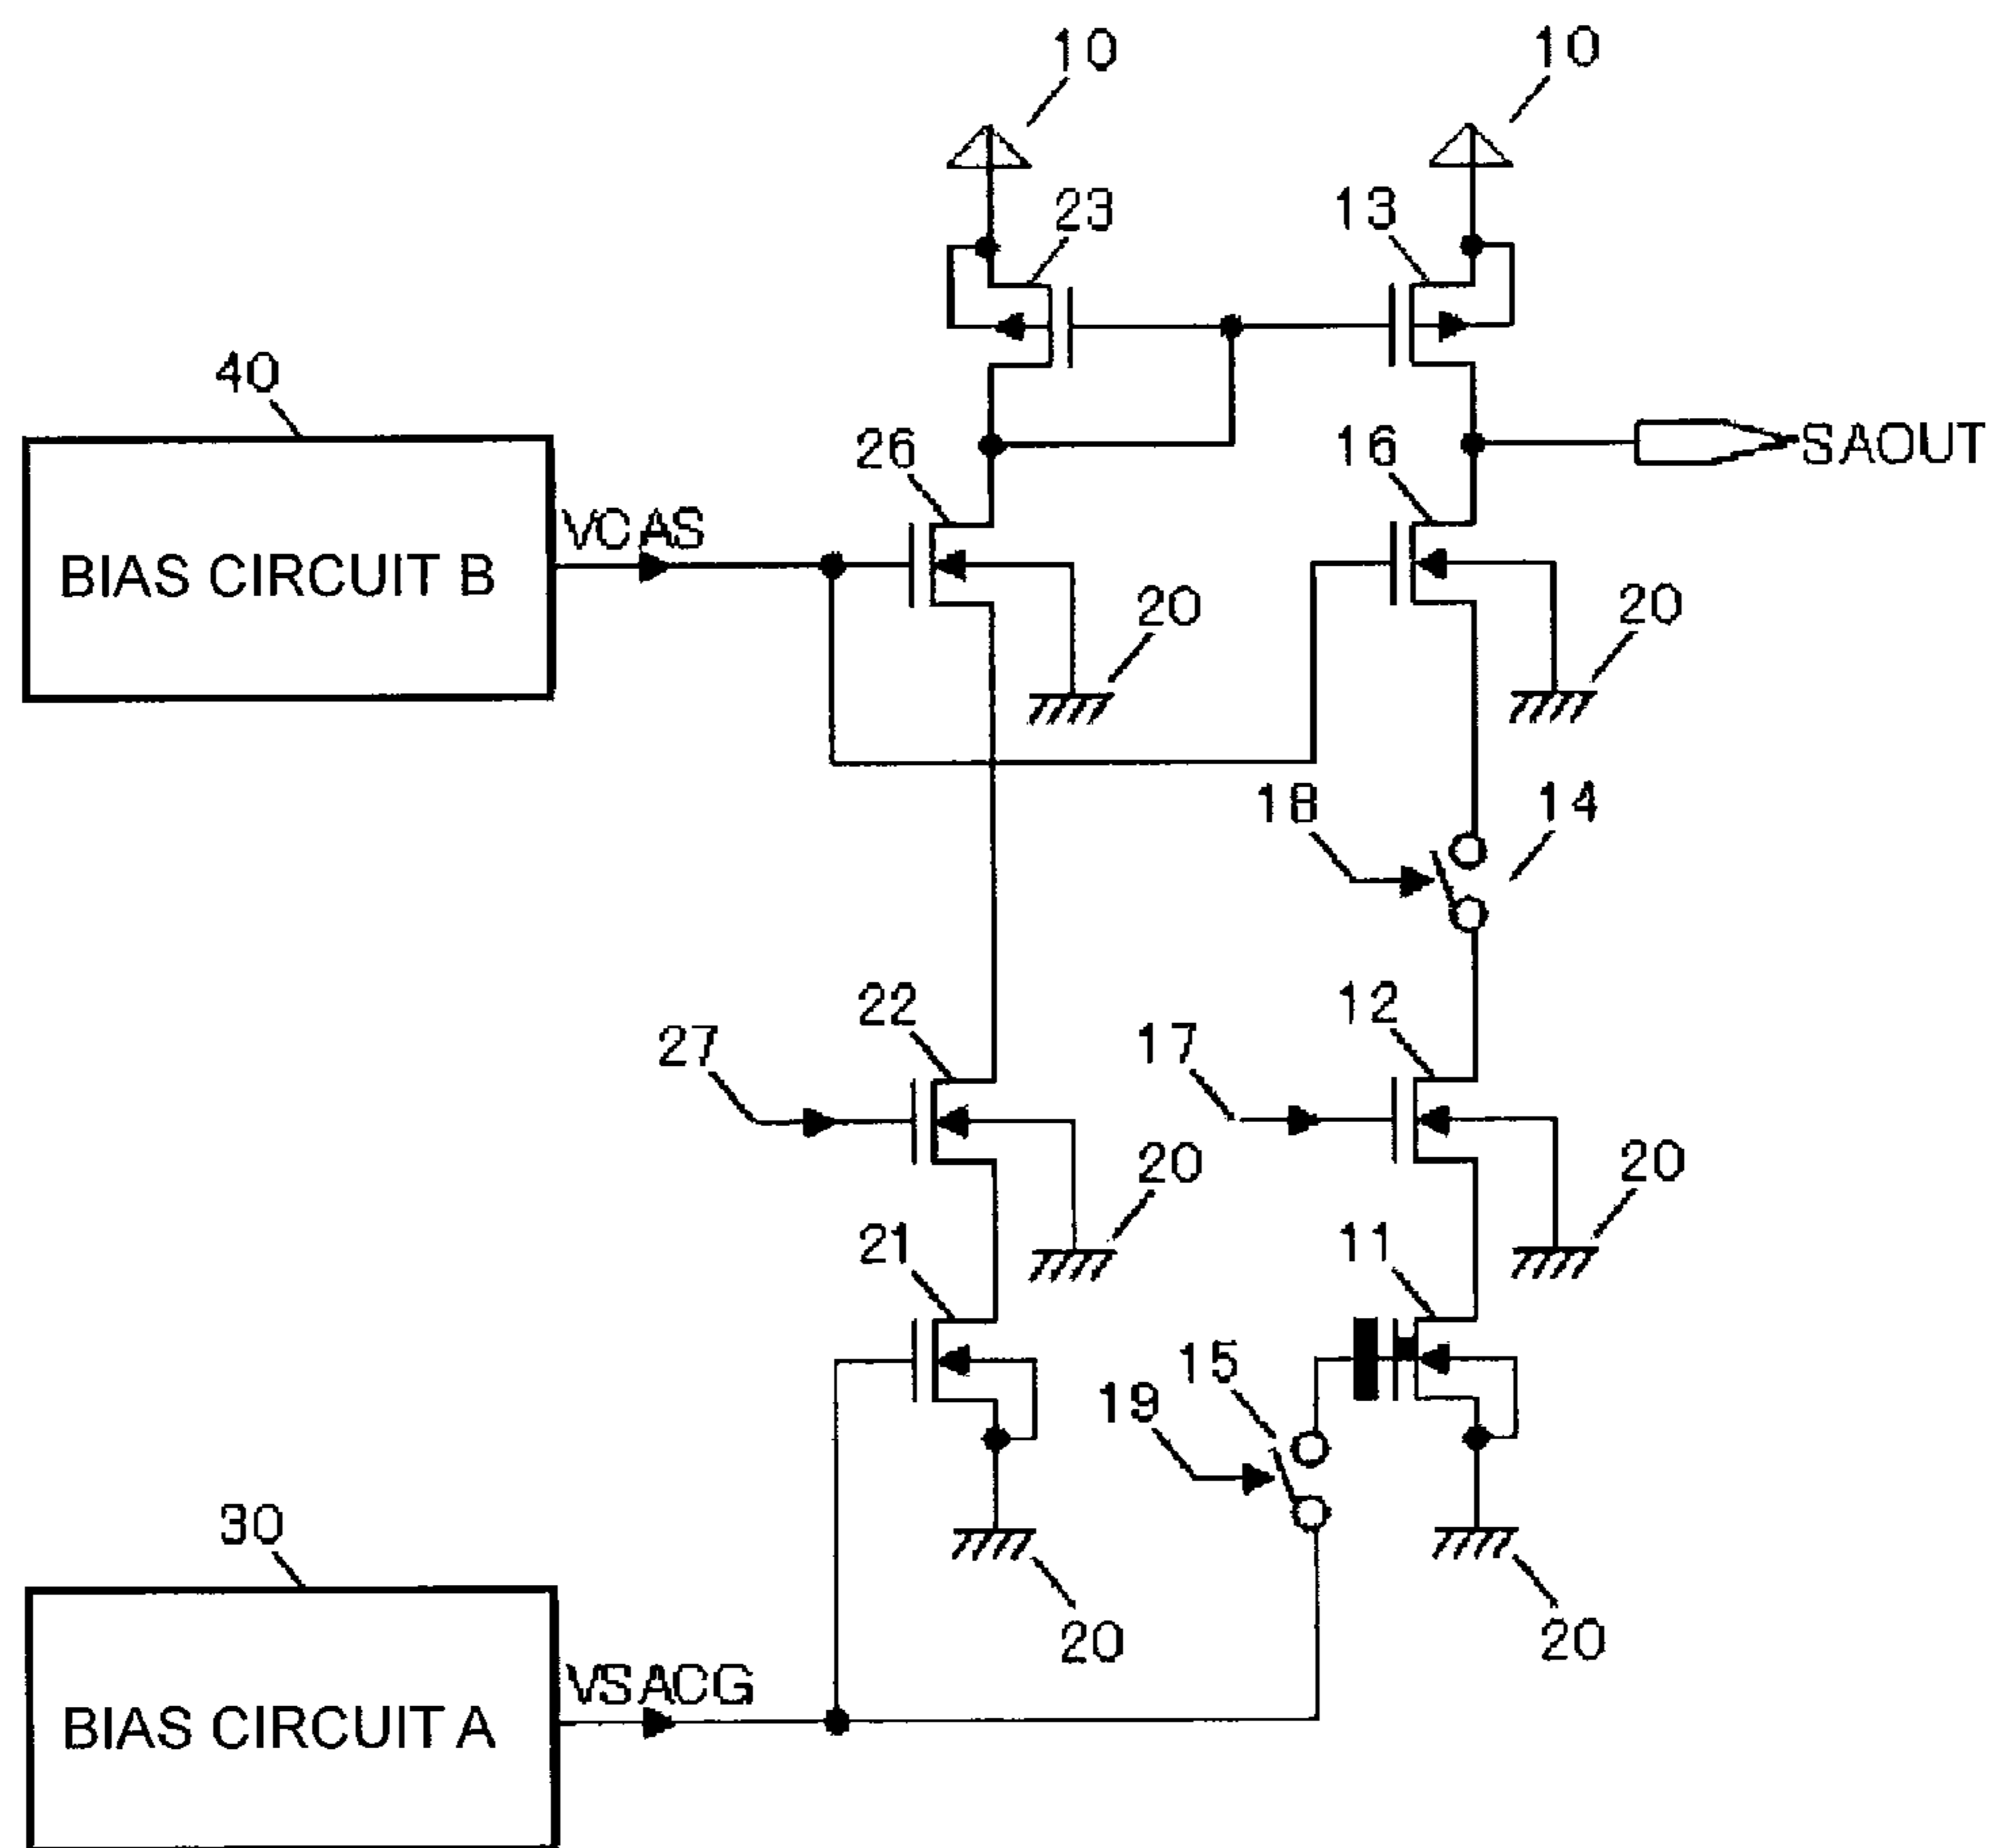 10 10
23 13
40
26 16 SAOUT
VCAS
BIAS CIRCUIT B
20 20
18 14
22 12
27 17
20 20
21 11
15
19
30
20 20
VSACG
BIAS CIRCUIT A